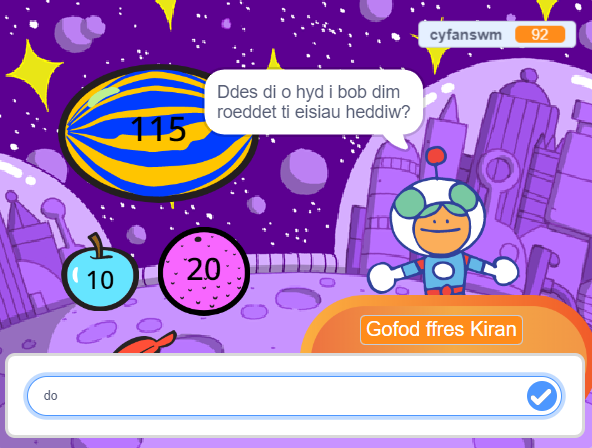 cyfanswm 92
Ddes di o hyd i bob dim
roeddet ti eisiau heddiw?
115
10
20
Gofod ffres Kiran
do